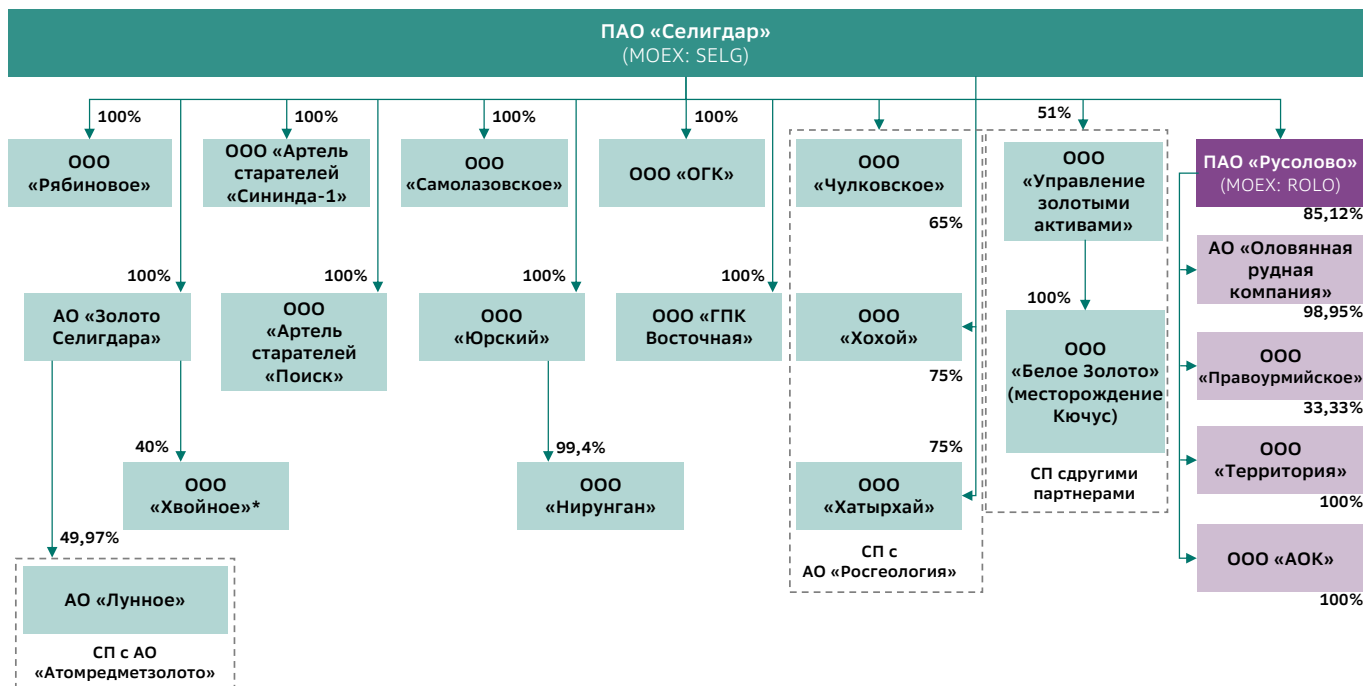 ПАО «Селигдар»
(MOEX: SELG)
100%
100%
100%
100%
51%
ООО
«Рябиновое»
ООО «Артель
старателей
«Сининда-1»
ООО
«Самолазовское»
ООО «ОГК»
ООО
«Чулковское»
65%
ООО
«Управление
золотыми
активами»
ПАО «Русолово»
(MOEX: ROLO)
85,12%
100%
100%
100%
100%
100%
АО «Золото
Селигдара»
ООО
«Артель
старателей
«Поиск»
ООО
«Юрский»
ООО «ГПК
Восточная»
ООО
«Хохой»
75%
ООО
«Белое Золото»
(месторождение
Кючус)
АО «Оловянная
рудная
компания»
98,95%
ООО
«Правоурмийское»
33,33%
40%
99,4%
75%
ООО
«Хвойное»*
ООО
«Нирунган»
ООО
«Хатырхай»
СП сдругими
партнерами
ООО
«Территория»
100%
49,97%
АО «Лунное»
СП с АО
«Атомредметзолото»
СП с
АО «Росгеология»
ООО «АОК»
100%